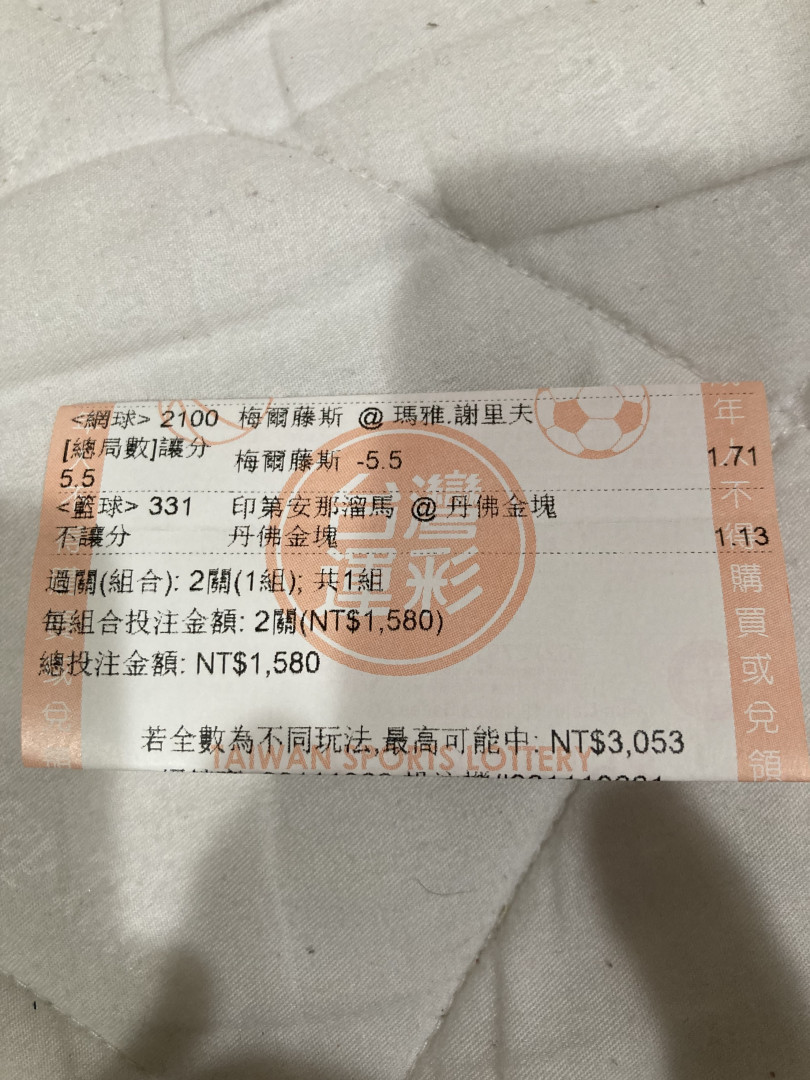 <網球> 2100 梅爾藤斯 @ 瑪雅.謝里夫
[總局數]讓分 梅爾藤斯 -5.5 1.71
5.5
<籃球> 331 印第安那溜馬 @ 丹佛金塊
不讓分 丹佛金塊 1.13
過關(組合): 2關(1組); 共1組
每組合投注金額: 2關(NT$1,580)
總投注金額: NT$1,580
若全數為不同玩法,最高可能中: NT$3,053
TAIWAN SPORTS LOTTERY
台灣
運彩
年
不
購買或兌領